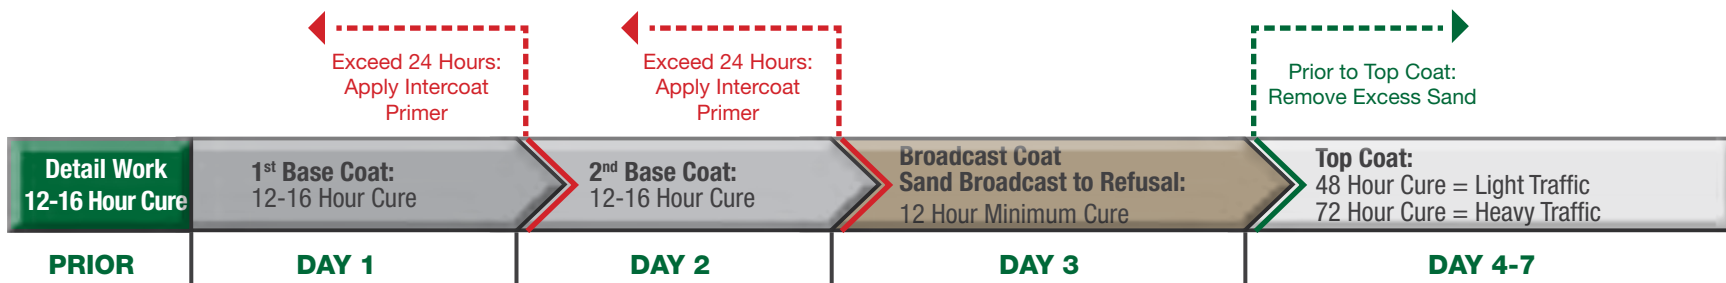 Exceed 24 Hours:
Apply Intercoat
Primer
Exceed 24 Hours:
Apply Intercoat
Primer
Prior to Top Coat:
Remove Excess Sand
Detail Work
12-16 Hour Cure
1st Base Coat:
12-16 Hour Cure
2nd Base Coat:
12-16 Hour Cure
Broadcast Coat
Sand Broadcast to Refusal:
12 Hour Minimum Cure
Top Coat:
48 Hour Cure = Light Traffic
72 Hour Cure = Heavy Traffic
PRIOR
DAY 1
DAY 2
DAY 3
DAY 4-7